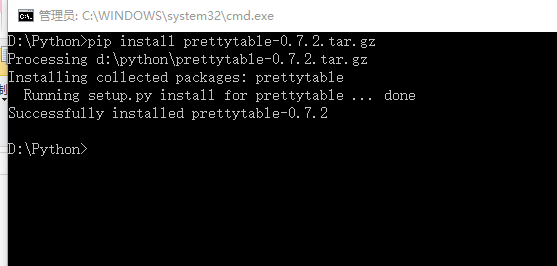 管理员: C:\WINDOWS\system32\cmd.exe
D:\Python>pip install prettytable-0.7.2.tar.gz
Processing d:\python\prettytable-0.7.2.tar.gz
Installing collected packages: prettytable
  Running setup.py install for prettytable ... done
Successfully installed prettytable-0.7.2
D:\Python>
制